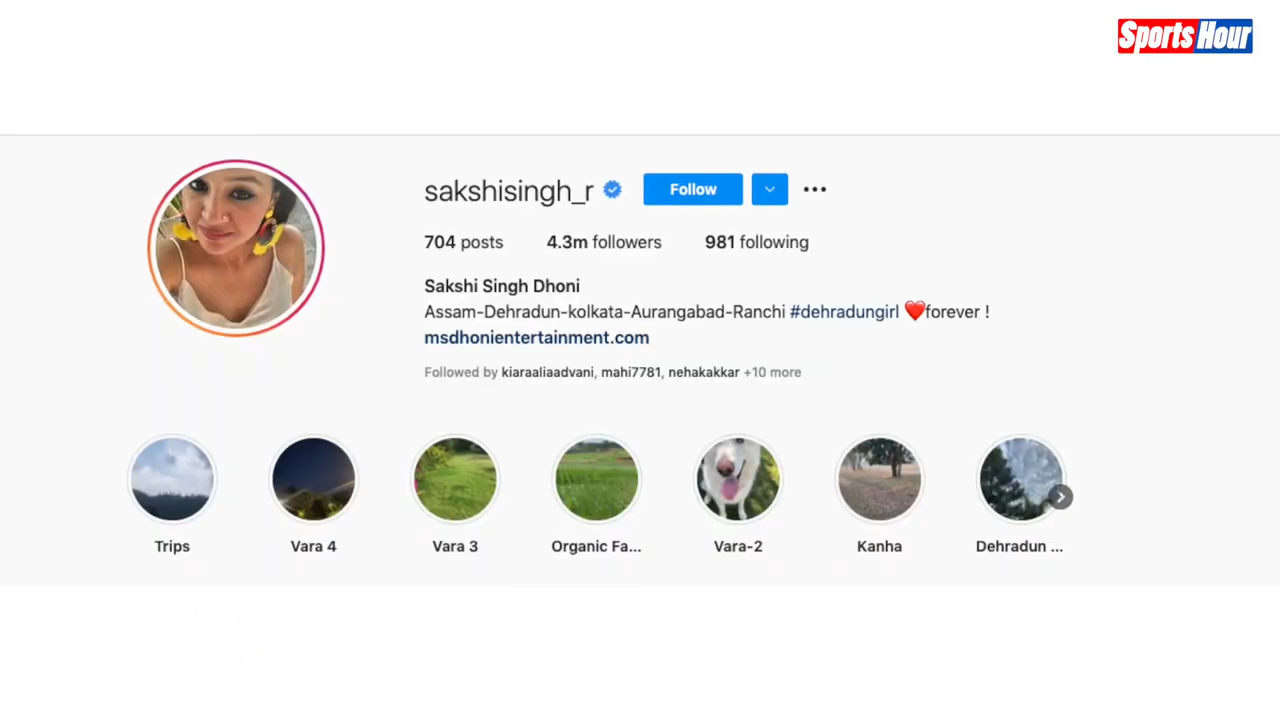 Sports Hour
sakshisingh_r Follow
704 posts 4.3m followers 981 following
Sakshi Singh Dhoni
Assam-Dehradun-kolkata-Aurangabad-Ranchi #dehradungirl ❤️forever !
msdhonientertainment.com
Followed by kiaraaliaadvani, mahi7781, nehakakkar +10 more
Trips Vara 4 Vara 3 Organic Fa... Vara-2 Kanha Dehradun ...